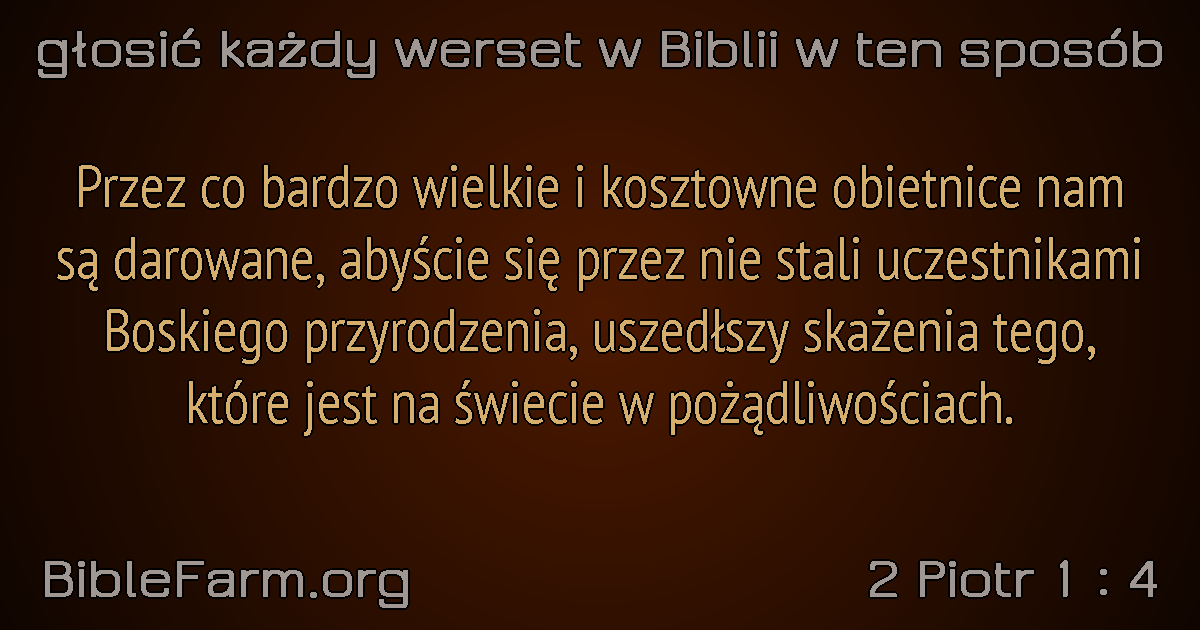 głosić każdy werset w Biblii w ten sposób
Przez co bardzo wielkie i kosztowne obietnice nam
są darowane, abyście się przez nie stali uczestnikami
Boskiego przyrodzenia, uszedłszy skażenia tego,
które jest na świecie w pożądliwościach.
BibleFarm.org
2 Piotr 1 : 4